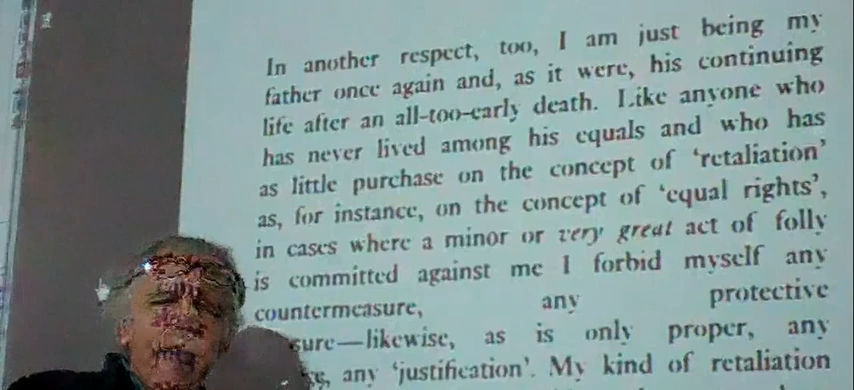 In another respect, too, I am just being my
father once again and, as it were, his continuing
life after an all-too-early death. Like anyone who
has never lived among his equals and who has
as little purchase on the concept of ‘retaliation’
as, for instance, on the concept of ‘equal rights’,
in cases where a minor or very great act of folly
is committed against me I forbid myself any
countermeasure, any protective
sure—likewise, as is only proper, any
any ‘justification’. My kind of retaliation